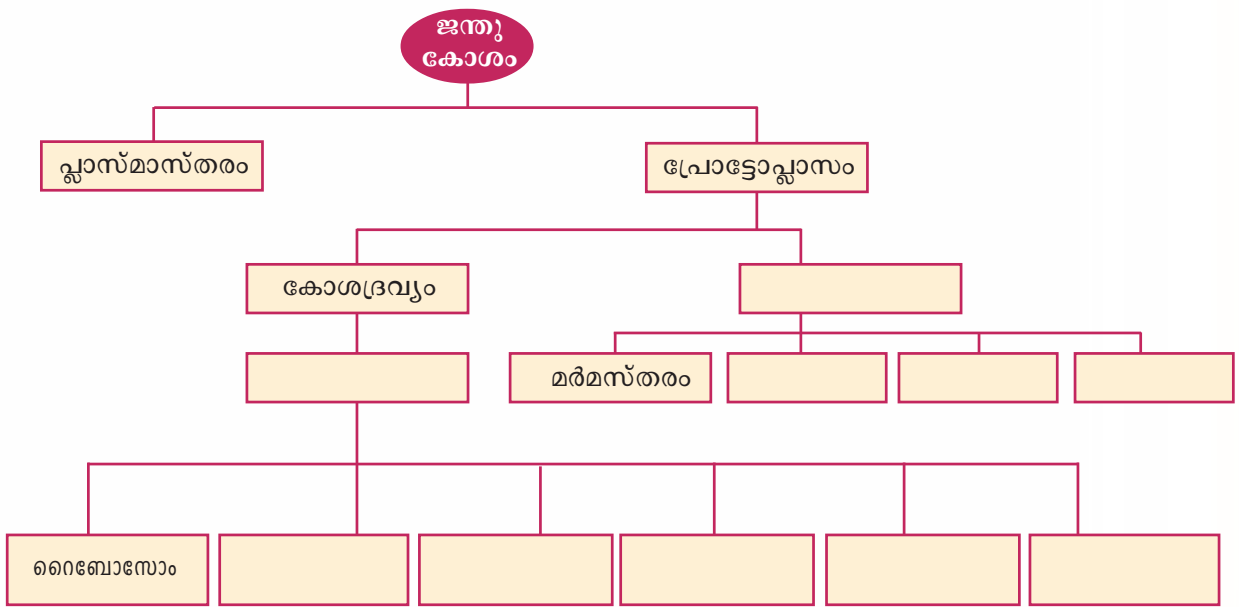 ജന്തു
കോശം
പ്ലാസ്മാസ്തരം
പ്രോട്ടോപ്ലാസം
കോശദ്രവ്യം
മർമസ്തരം
റൈബോസോം